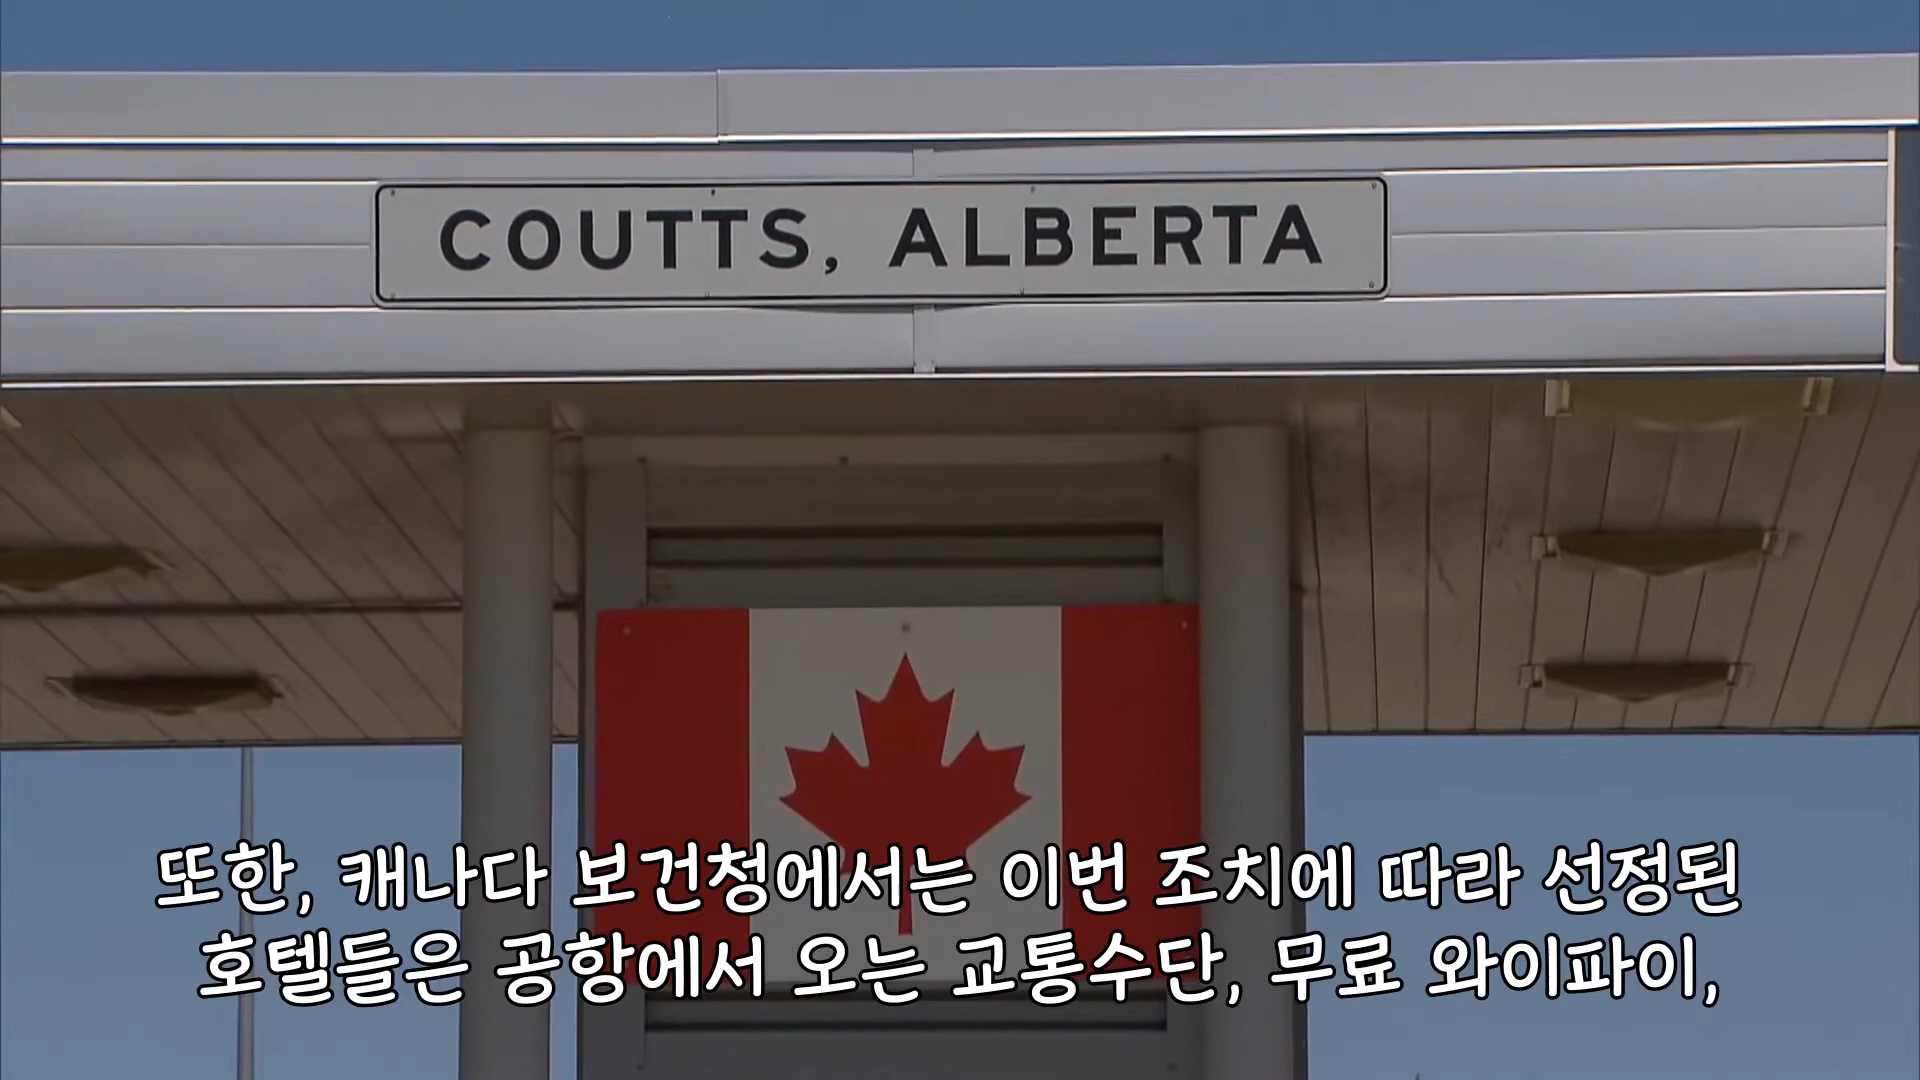 COUTTS, ALBERTA
또한, 캐나다 보건청에서는 이번 조치에 따라 선정된
호텔들은 공항에서 오는 교통수단, 무료 와이파이,